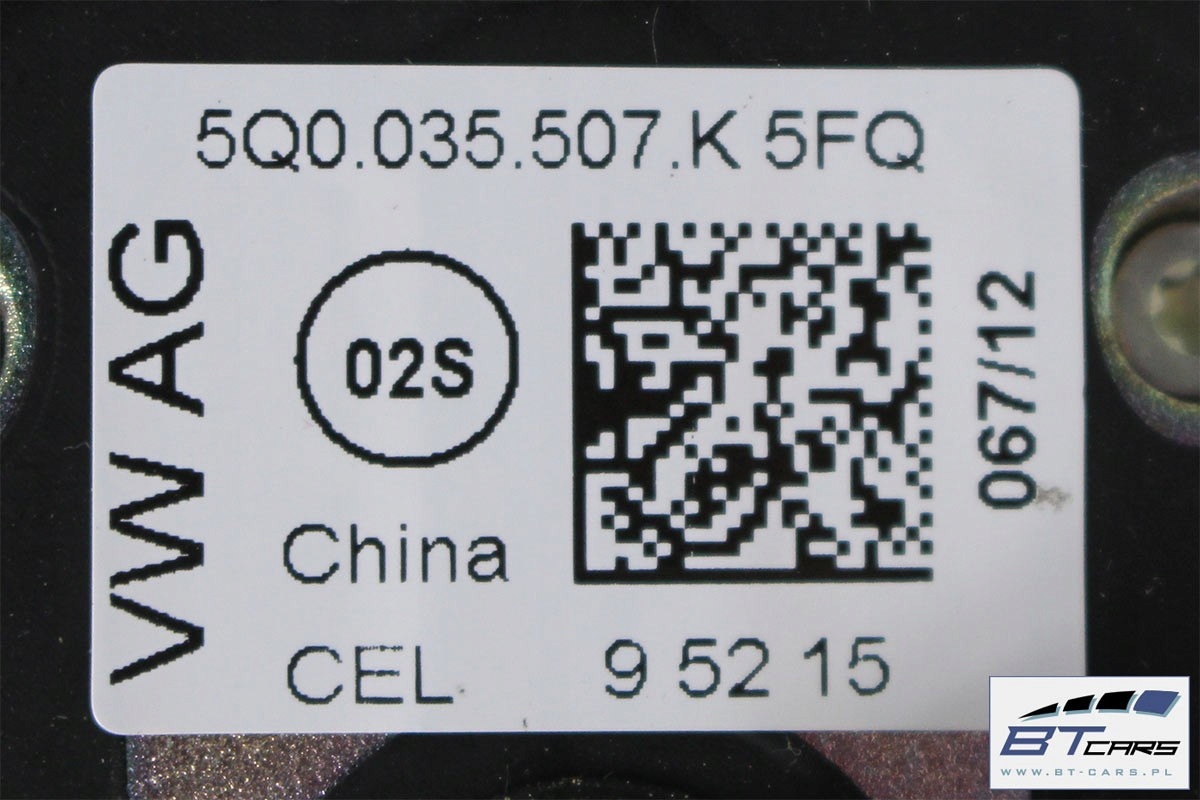 5Q0.035.507.K 5FQ
VW AG
02S
067/12
China
CEL
9 52 15
BT CARS
WWW.BT-CARS.PL